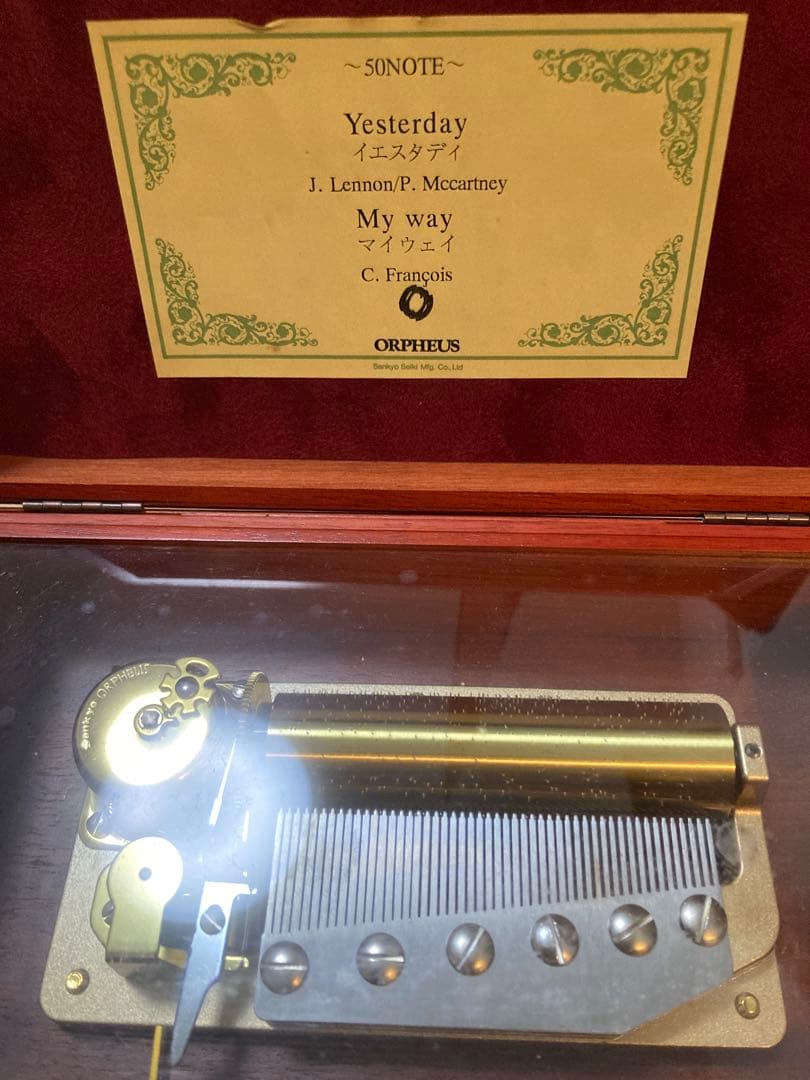 ～50NOTE～
Yesterday
イエスタディ
J. Lennon/P. Mccartney
My way
マイウェイ
C. François
ORPHEUS
Sankyo Seiki Mfg. Co., Ltd
Sankyo ORPHEUS